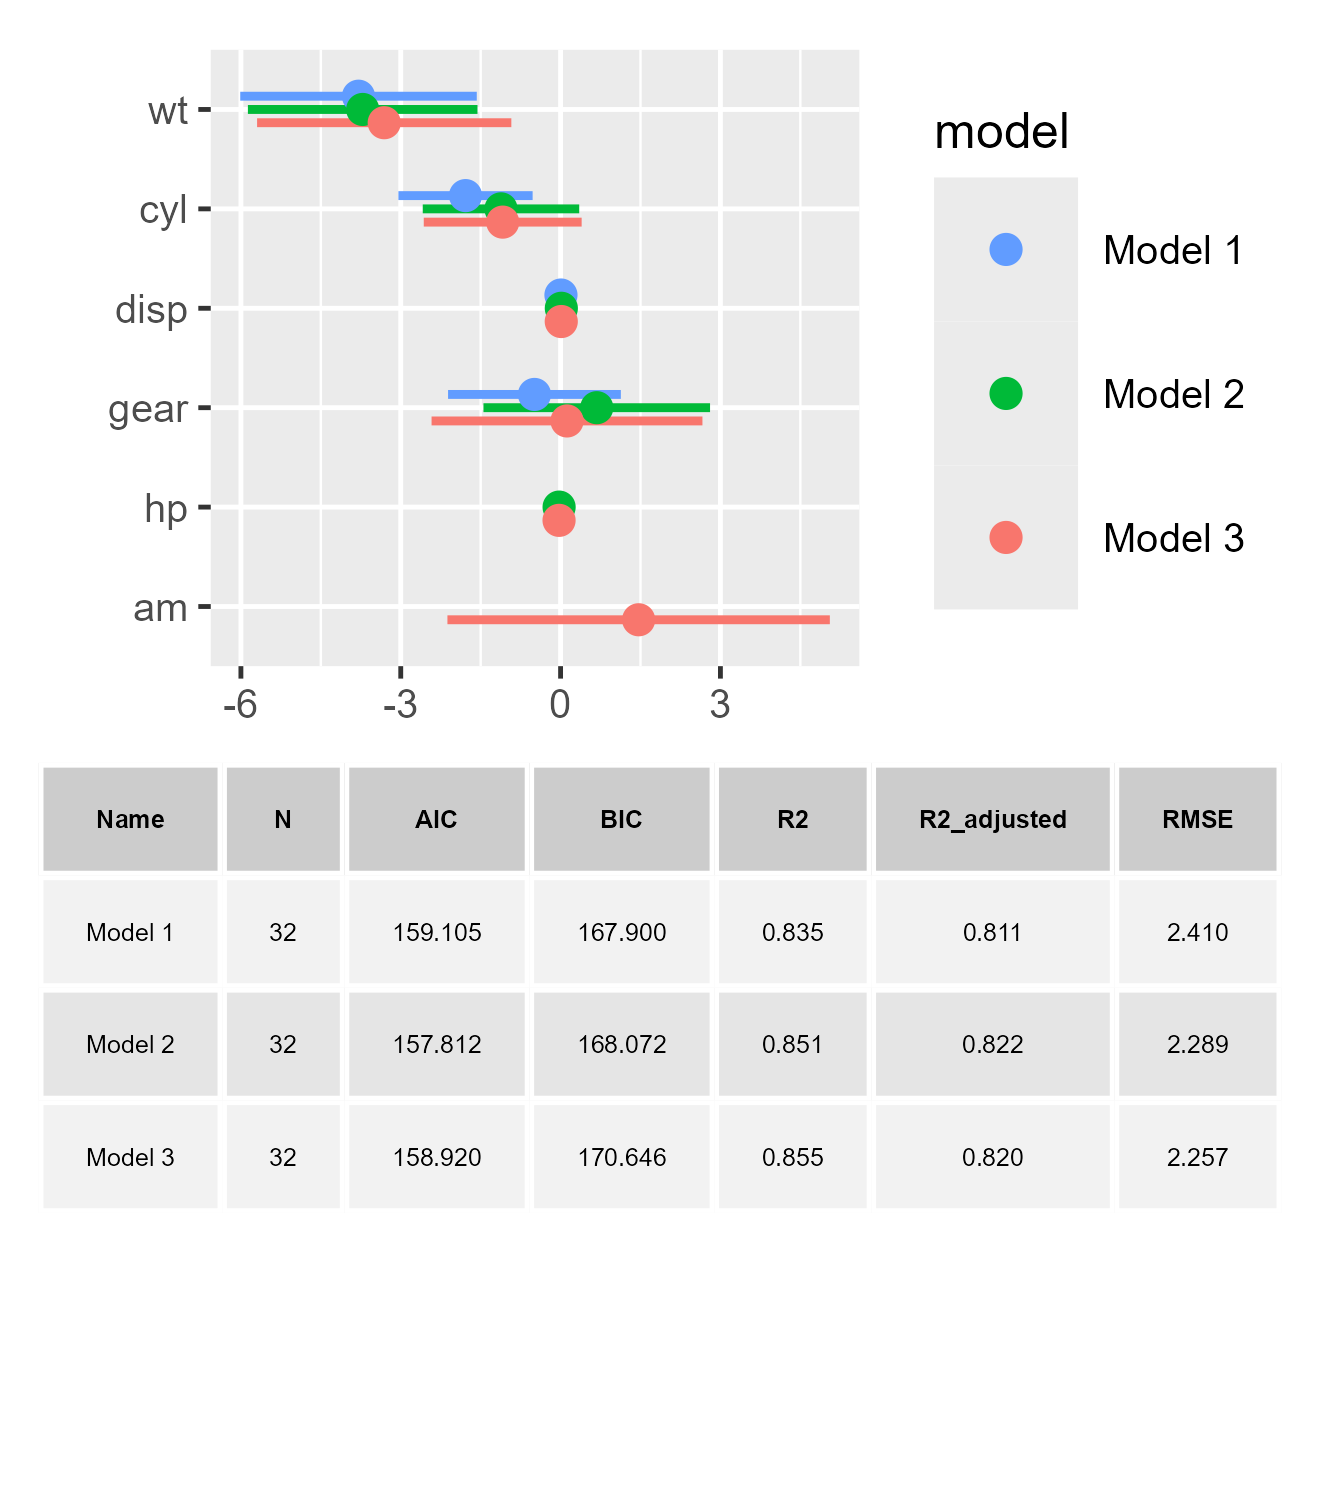 model
wt
cyl
disp
gear
hp
am
Model 1
Model 2
Model 3
-6 -3 0 3
Name N AIC BIC R2 R2_adjusted RMSE
Model 1 32 159.105 167.900 0.835 0.811 2.410
Model 2 32 157.812 168.072 0.851 0.822 2.289
Model 3 32 158.920 170.646 0.855 0.820 2.257